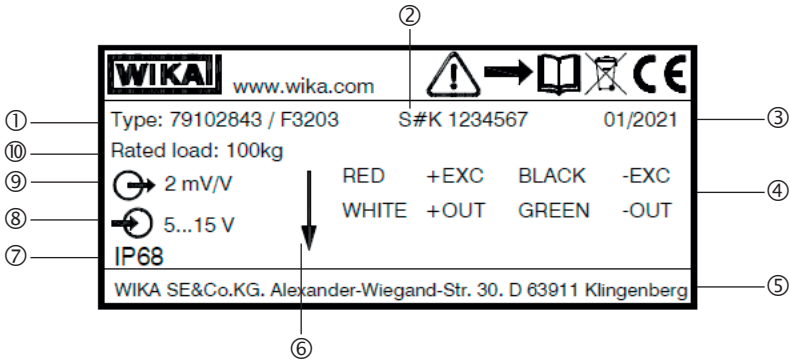 ②
WIKA www.wika.com CE
① Type: 79102843 / F3203 S#K 1234567 01/2021 ③
⑩ Rated load: 100kg
⑨ 2 mV/V RED +EXC BLACK -EXC ④
⑧ 5...15 V WHITE +OUT GREEN -OUT
⑦ IP68
WIKA SE&Co.KG. Alexander-Wiegand-Str. 30. D 63911 Klingenberg ⑤
⑥